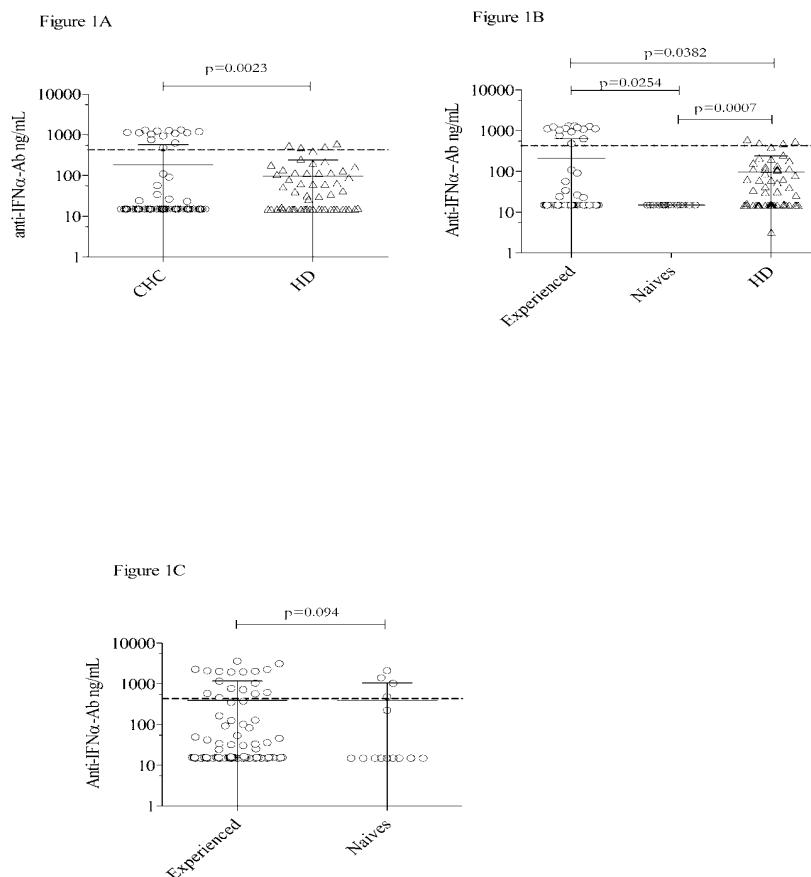 Figure 1A
p=0.0023
anti-IFNα-Ab ng/mL
10000
1000
100
10
1
CHC
HD
Figure 1B
p=0.0382
p=0.0254
p=0.0007
Anti-IFNα-Ab ng/mL
10000
1000
100
10
1
Experienced
Naives
HD
Figure 1C
p=0.094
Anti-IFNα-Ab ng/mL
10000
1000
100
10
1
Experienced
Naives